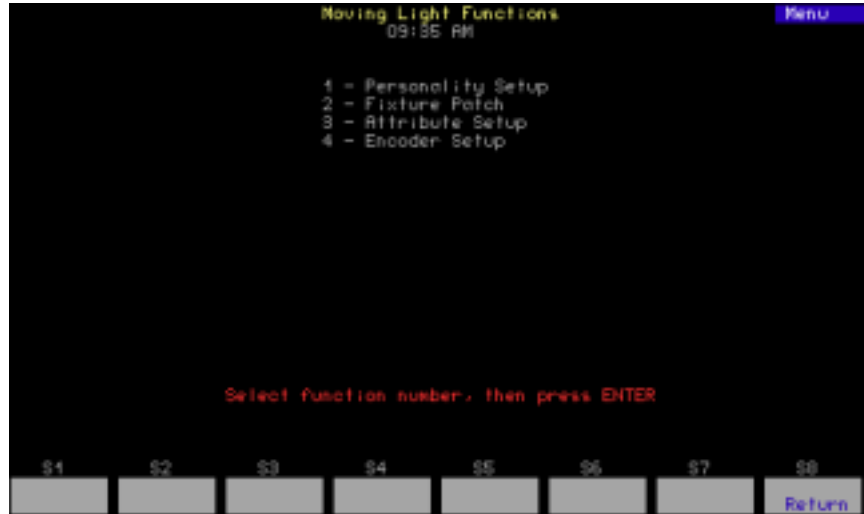 Moving Light Functions
Menu
09:35 AM
1 - Personality Setup
2 - Fixture Patch
3 - Attribute Setup
4 - Encoder Setup
Select function number, then press ENTER
S1 S2 S3 S4 S5 S6 S7 S8
Return